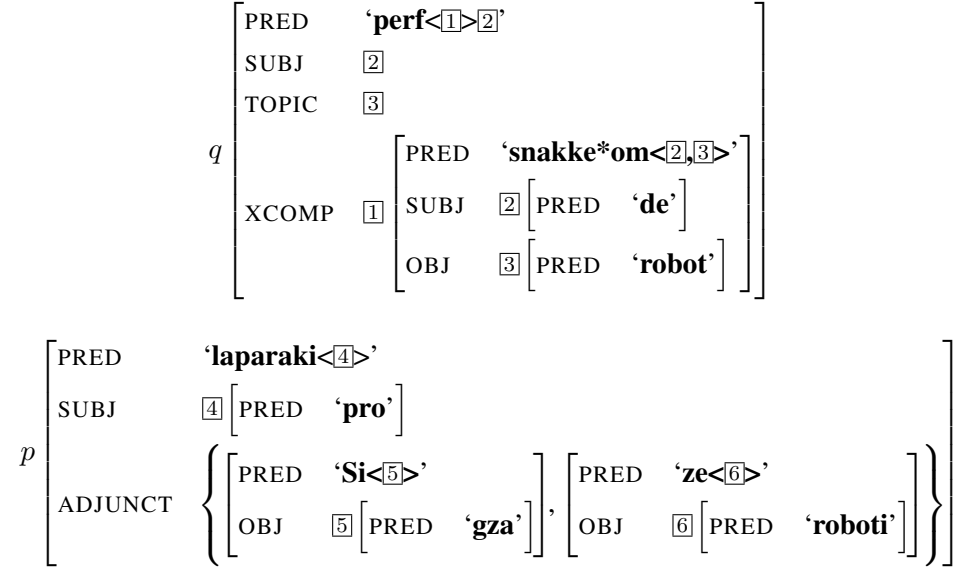 PRED ‘perf<1>2’
SUBJ 2
TOPIC 3
q
PRED ‘snakke*om<2,3>’
XCOMP 1 SUBJ 2 [PRED ‘de’]
OBJ 3 [PRED ‘robot’]
PRED ‘laparaki<4>’
p SUBJ 4 [PRED ‘pro’]
PRED ‘Si<5>’ PRED ‘ze<6>’
ADJUNCT { , }
OBJ 5 [PRED ‘gza’] OBJ 6 [PRED ‘roboti’]